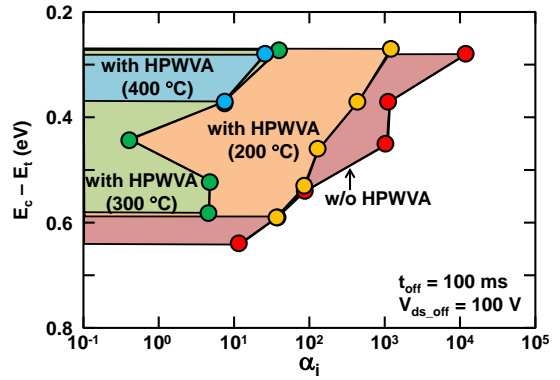 0.2
0.4
0.6
0.8
E_c – E_t (eV)
with HPWVA
(400 °C)
with HPWVA
(200 °C)
with HPWVA
(300 °C)
w/o HPWVA
t_off = 100 ms
V_ds_off = 100 V
10^-1 10^0 10^1 10^2 10^3 10^4 10^5
α_i